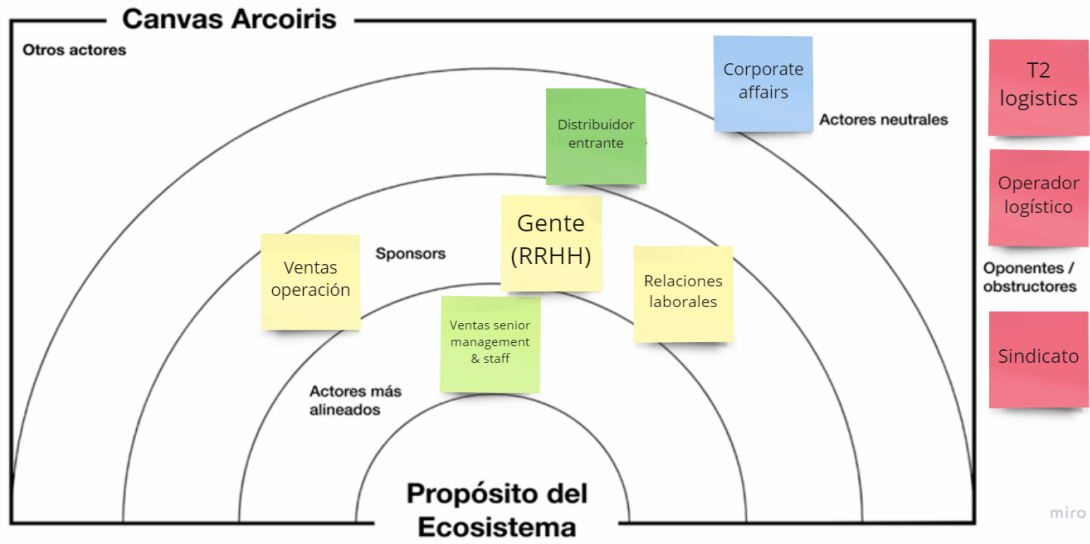 Canvas Arcoiris
Otros actores
Corporate
affairs
T2
logistics
Distribuidor
entrante
Actores neutrales
Operador
logístico
Gente
(RRHH)
Sponsors
Ventas
operación
Relaciones
laborales
Oponentes /
obstructores
Ventas senior
management
& staff
Sindicato
Actores más
alineados
Propósito del
Ecosistema
miro